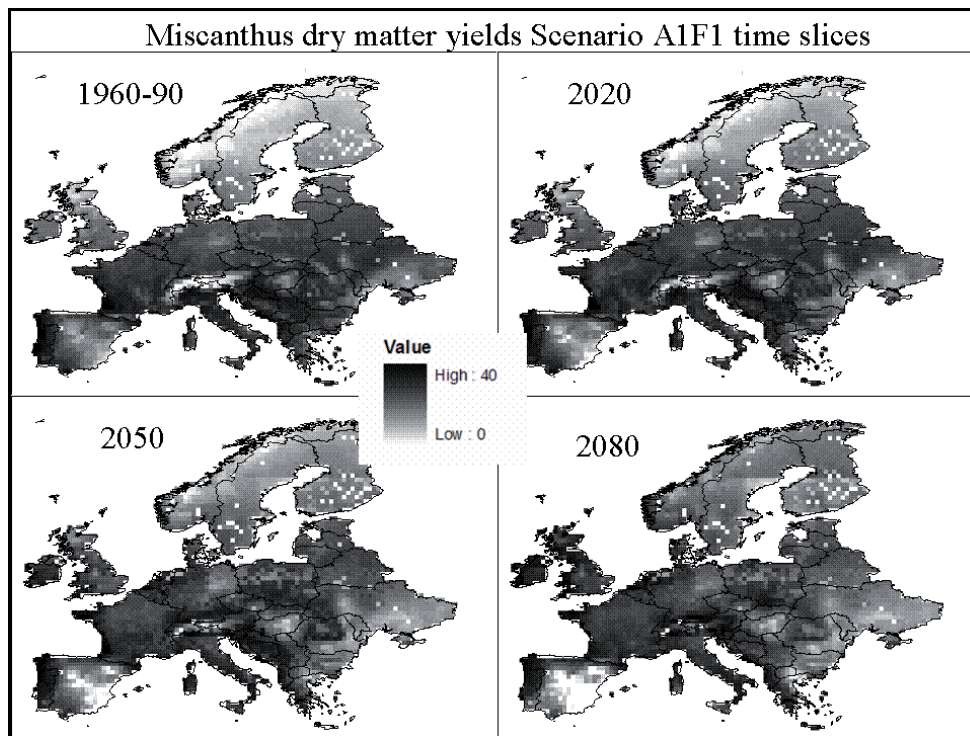 Miscanthus dry matter yields Scenario A1F1 time slices
1960-90
2020
Value
High : 40
Low : 0
2050
2080